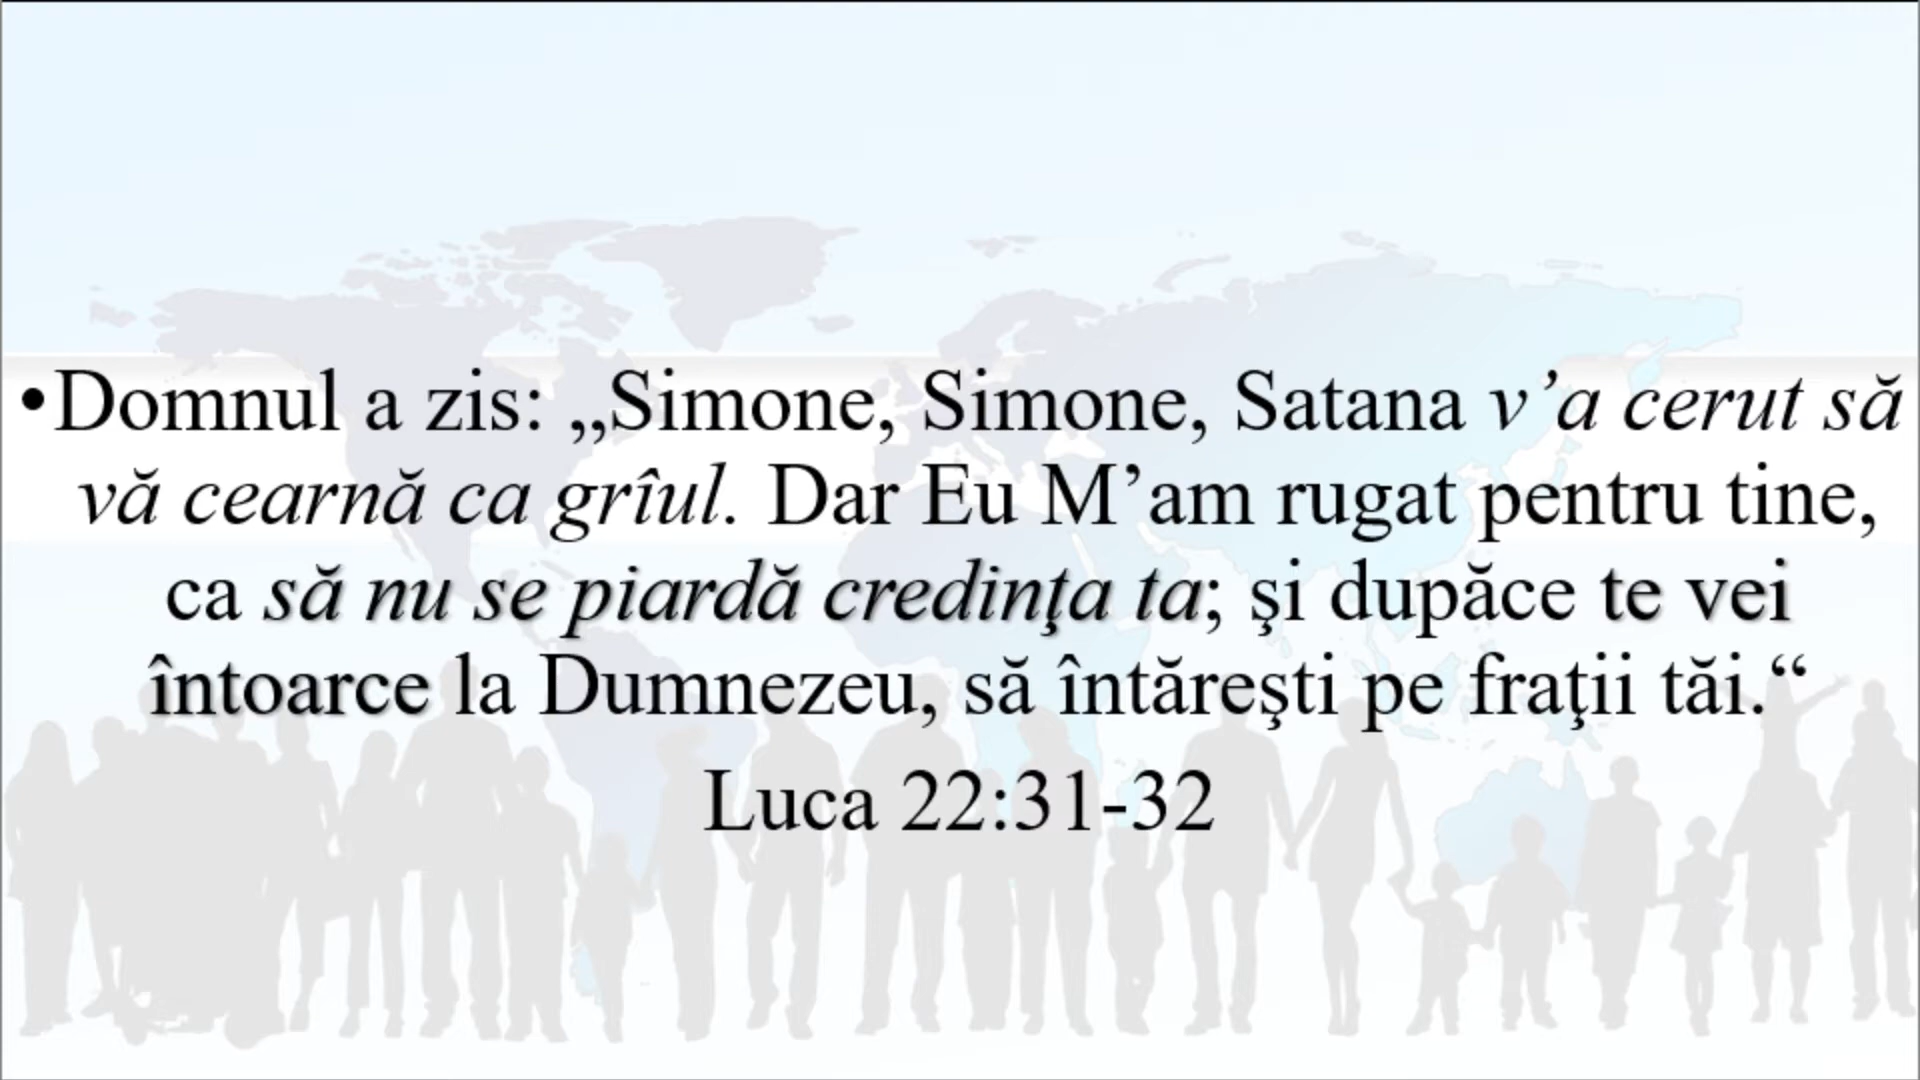 •Domnul a zis: „Simone, Simone, Satana v’a cerut să
vă cearnă ca grîul. Dar Eu M’am rugat pentru tine,
ca să nu se piardă credinţa ta; şi dupăce te vei
întoarce la Dumnezeu, să întăreşti pe fraţii tăi.“
Luca 22:31-32